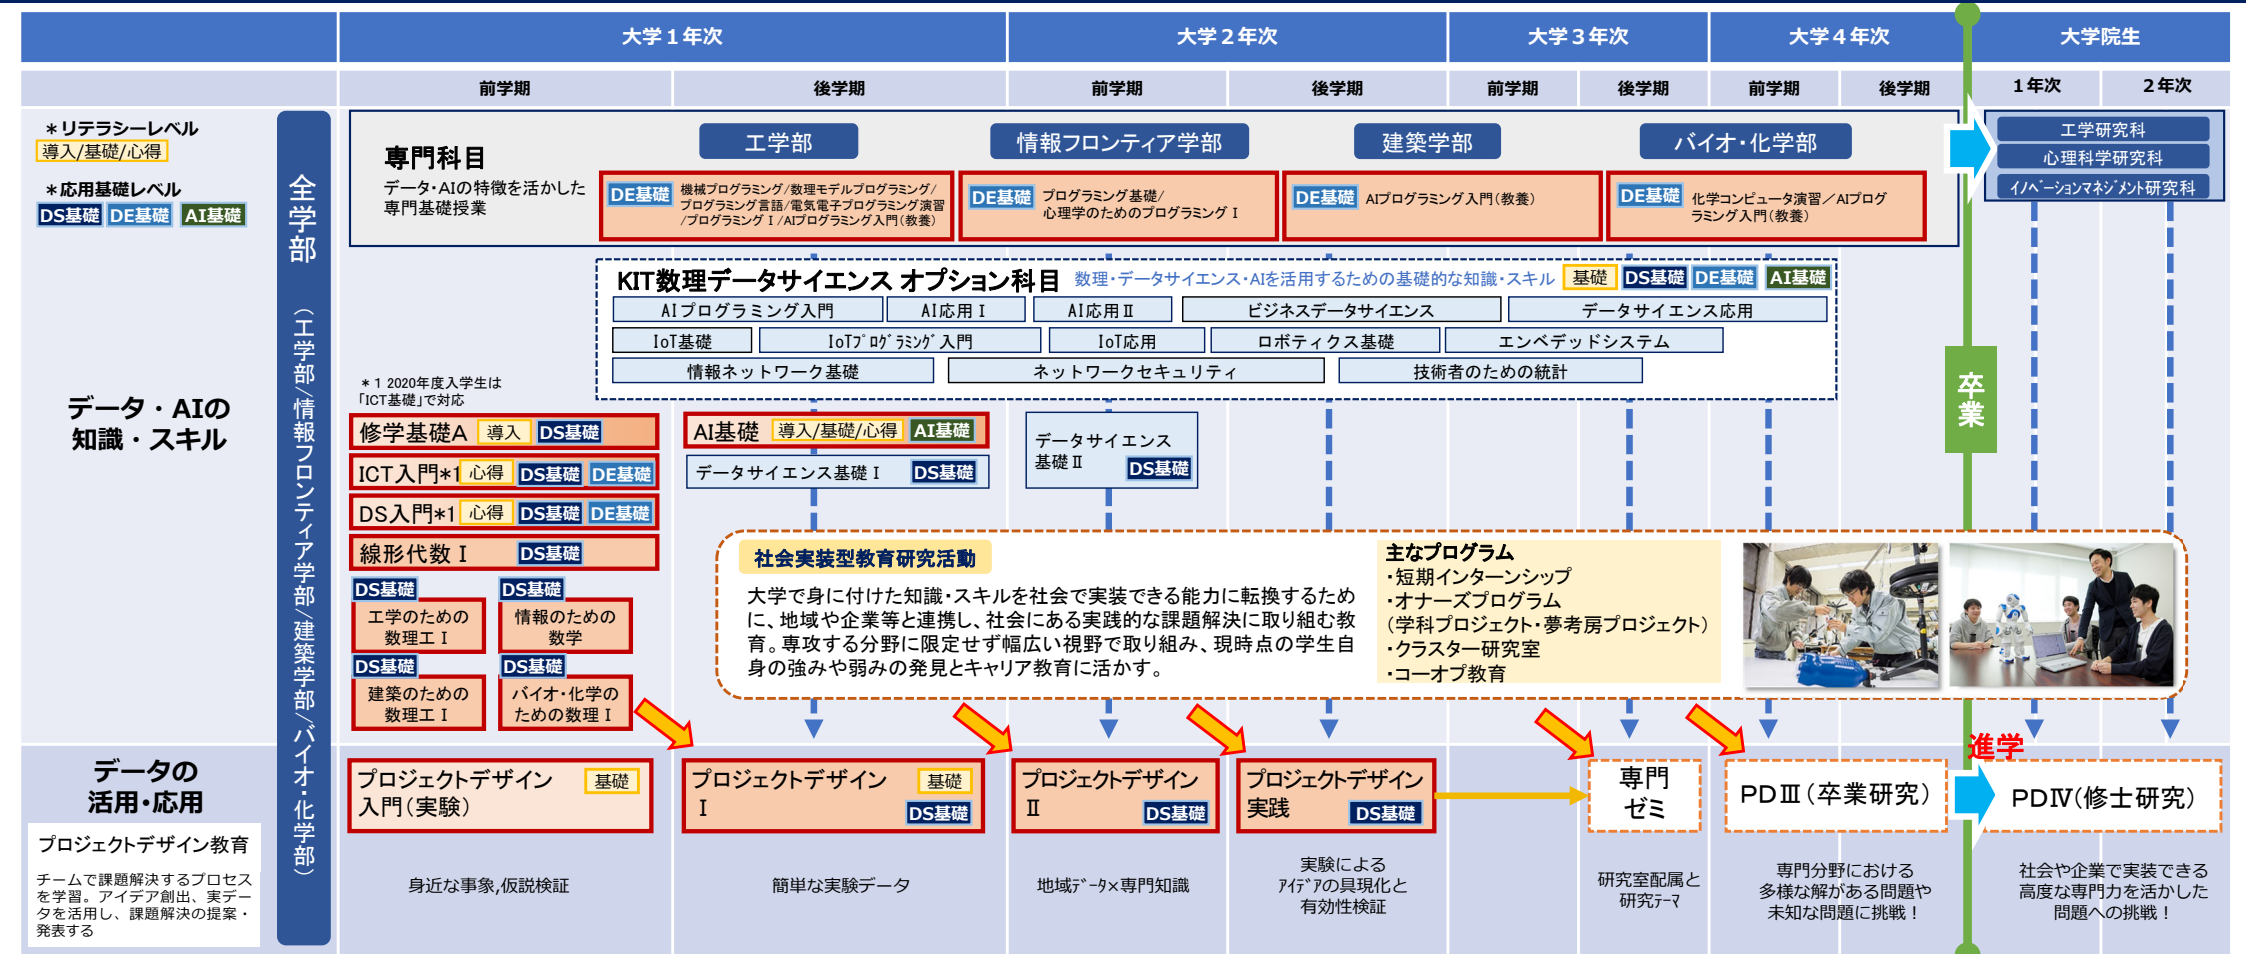 大学１年次
大学２年次
大学３年次
大学４年次
大学院生
前学期
後学期
前学期
後学期
前学期
後学期
前学期
後学期
１年次
２年次
＊リテラシーレベル
導入/基礎/心得
＊応用基礎レベル
DS基礎 DE基礎 AI基礎
データ・AIの
知識・スキル
全学部（工学部/情報フロンティア学部/建築学部/バイオ・化学部）
専門科目
データ・AIの特徴を活かした
専門基礎授業
工学部
情報フロンティア学部
建築学部
バイオ・化学部
DE基礎
機械プログラミング/数理モデルプログラミング/
プログラミング言語/電気電子プログラミング演習
/プログラミングⅠ/AIプログラミング入門(教養)
DE基礎
プログラミング基礎/
心理学のためのプログラミングⅠ
DE基礎
AIプログラミング入門(教養)
DE基礎
化学コンピュータ演習／AIプログ
ラミング入門(教養)
工学研究科
心理科学研究科
ｲﾉﾍﾞｰｼｮﾝﾏﾈｼﾞﾒﾝﾄ研究科
KIT数理データサイエンス オプション科目
数理・データサイエンス・AIを活用するための基礎的な知識・スキル
基礎 DS基礎 DE基礎 AI基礎
AIプログラミング入門
AI応用Ⅰ
AI応用Ⅱ
ビジネスデータサイエンス
データサイエンス応用
IoT基礎
IoTﾌﾟﾛｸﾞﾗﾐﾝｸﾞ入門
IoT応用
ロボティクス基礎
エンベデッドシステム
情報ネットワーク基礎
ネットワークセキュリティ
技術者のための統計
＊１ 2020年度入学生は
「ICT基礎」で対応
修学基礎A 導入 DS基礎
ICT入門*1 心得 DS基礎 DE基礎
DS入門*1 心得 DS基礎 DE基礎
線形代数Ⅰ DS基礎
DS基礎
工学のための
数理工Ⅰ
DS基礎
情報のための
数学
DS基礎
建築のための
数理工Ⅰ
DS基礎
バイオ・化学の
ための数理Ⅰ
AI基礎 導入/基礎/心得 AI基礎
データサイエンス基礎Ⅰ DS基礎
データサイエンス
基礎Ⅱ DS基礎
卒業
社会実装型教育研究活動
大学で身に付けた知識・スキルを社会で実装できる能力に転換するため
に、地域や企業等と連携し、社会にある実践的な課題解決に取り組む教
育。専攻する分野に限定せず幅広い視野で取り組み、現時点の学生自
身の強みや弱みの発見とキャリア教育に活かす。
主なプログラム
・短期インターンシップ
・オナーズプログラム
（学科プロジェクト・夢考房プロジェクト）
・クラスター研究室
・コーオプ教育
進学
データの
活用・応用
プロジェクトデザイン教育
チームで課題解決するプロセス
を学習。アイデア創出、実デー
タを活用し、課題解決の提案・
発表する
プロジェクトデザイン
入門（実験）
基礎
身近な事象,仮説検証
プロジェクトデザイン
Ⅰ
基礎
DS基礎
簡単な実験データ
プロジェクトデザイン
Ⅱ
DS基礎
地域ﾃﾞｰﾀ×専門知識
プロジェクトデザイン
実践
DS基礎
実験による
ｱｲﾃﾞｱの具現化と
有効性検証
専門
ゼミ
研究室配属と
研究ﾃｰﾏ
PDⅢ（卒業研究）
専門分野における
多様な解がある問題や
未知な問題に挑戦！
PDⅣ(修士研究)
社会や企業で実装できる
高度な専門力を活かした
問題への挑戦！